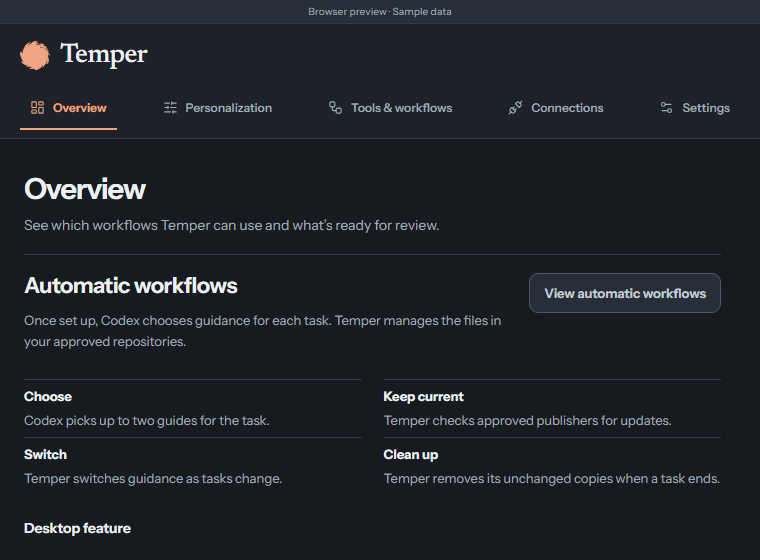 Browser preview · Sample data
Temper
Overview
Personalization
Tools & workflows
Connections
Settings
Overview
See which workflows Temper can use and what's ready for review.
Automatic workflows
View automatic workflows
Once set up, Codex chooses guidance for each task. Temper manages the files in
your approved repositories.
Choose
Codex picks up to two guides for the task.
Keep current
Temper checks approved publishers for updates.
Switch
Temper switches guidance as tasks change.
Clean up
Temper removes its unchanged copies when a task ends.
Desktop feature